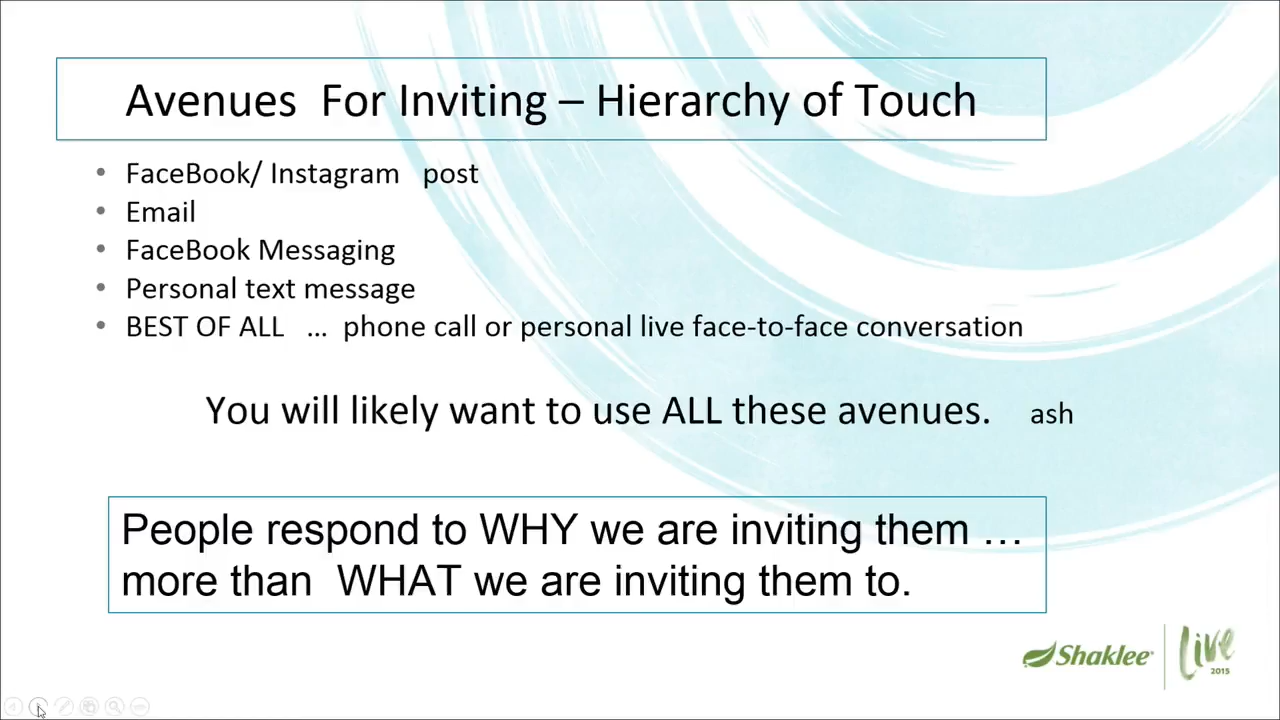 Avenues  For Inviting – Hierarchy of Touch
• FaceBook/ Instagram   post
• Email
• FaceBook Messaging
• Personal text message
• BEST OF ALL   …  phone call or personal live face-to-face conversation
You will likely want to use ALL these avenues.    ash
People respond to WHY we are inviting them …
more than  WHAT we are inviting them to.
Shaklee Live
2015